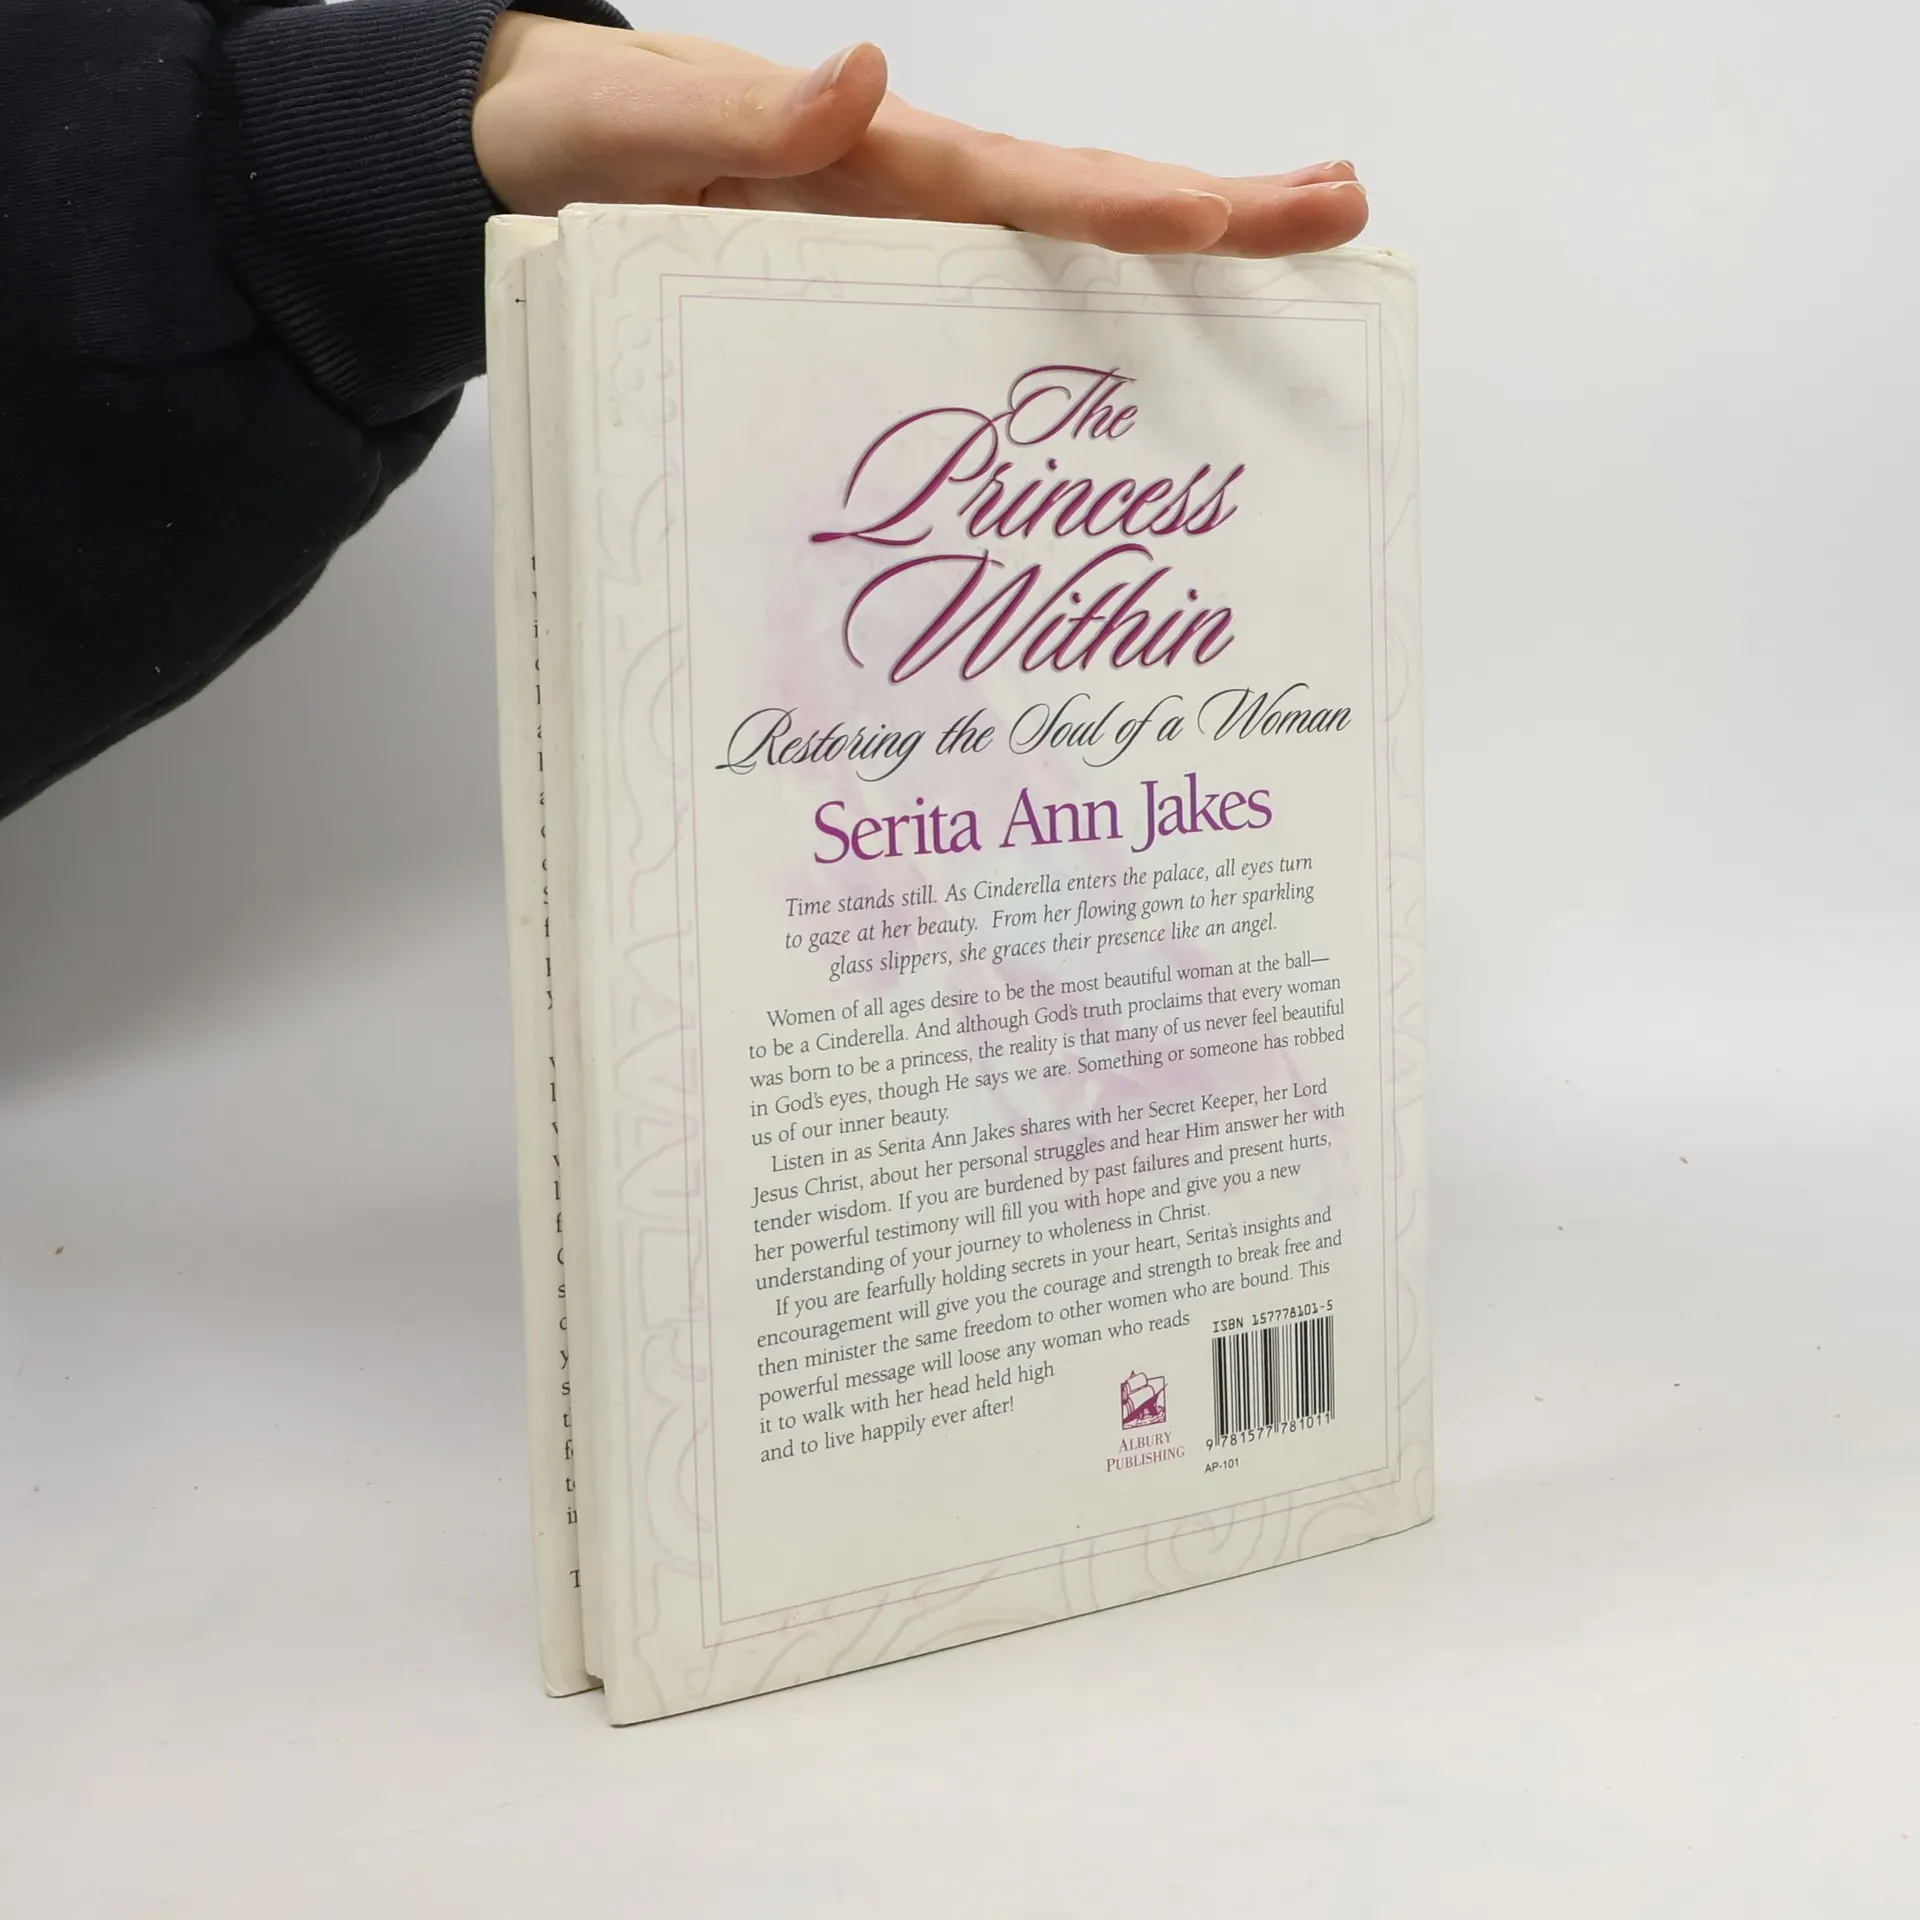 The
Princess
Within
Restoring the Soul of a Woman
Serita Ann Jakes
Time stands still. As Cinderella enters the palace, all eyes turn
to gaze at her beauty. From her flowing gown to her sparkling
glass slippers, she graces their presence like an angel.
Women of all ages desire to be the most beautiful woman at the ball—
to be a Cinderella. And although God's truth proclaims that every woman
was born to be a princess, the reality is that many of us never feel beautiful
in God's eyes, though He says we are. Something or someone has robbed
us of our inner beauty.
Listen in as Serita Ann Jakes shares with her Secret Keeper, her Lord
Jesus Christ, about her personal struggles and hear Him answer her with
tender wisdom. If you are burdened by past failures and present hurts,
her powerful testimony will fill you with hope and give you a new
understanding of your journey to wholeness in Christ.
If you are fearfully holding secrets in your heart, Serita's insights and
encouragement will give you the courage and strength to break free and
then minister the same freedom to other women who are bound. This
powerful message will loose any woman who reads
it to walk with her head held high
and to live happily ever after!
ISBN 157778101-5
9 781577 781011
AP-101
ALBURY
PUBLISHING